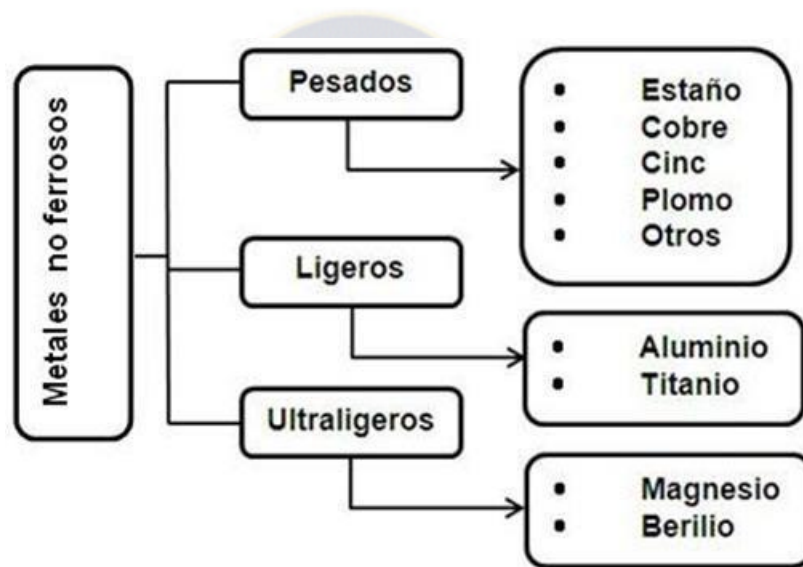 Metales no ferrosos
Pesados
• Estaño
• Cobre
• Cinc
• Plomo
• Otros
Ligeros
• Aluminio
• Titanio
Ultraligeros
• Magnesio
• Berilio